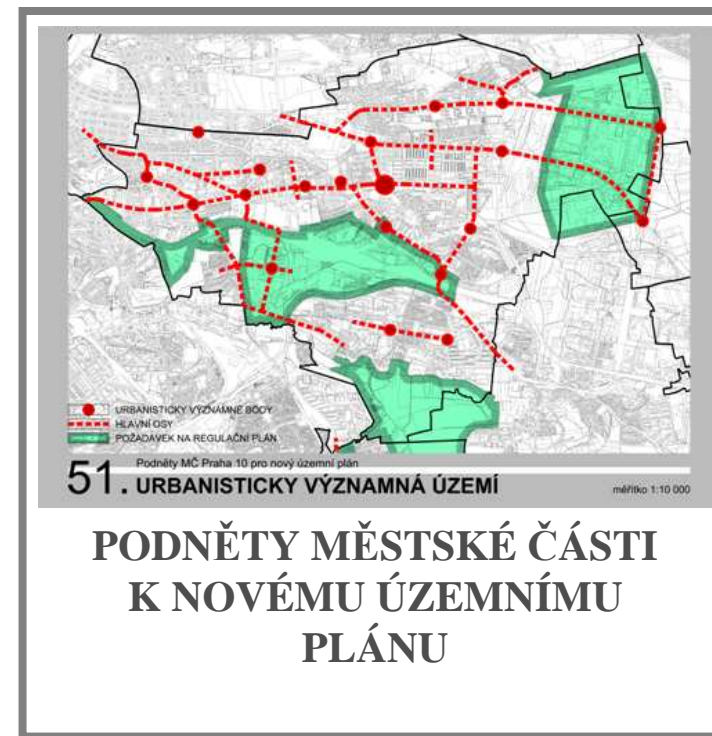 URBANISTICKY VÝZNAMNÉ BODY
HLAVNÍ OSY
POŽADAVEK NA REGULAČNÍ PLÁN
Podněty MČ Praha 10 pro nový územní plán
51. URBANISTICKY VÝZNAMNÁ ÚZEMÍ
měřítko 1:10 000
PODNĚTY MĚSTSKÉ ČÁSTI
K NOVÉMU ÚZEMNÍMU
PLÁNU